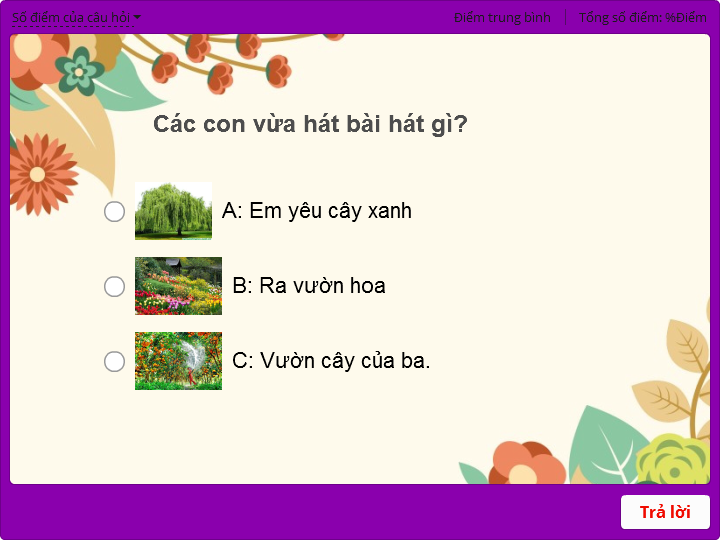 Số điểm của câu hỏi
Điểm trung bình
Tổng số điểm: %Điểm
Các con vừa hát bài hát gì?
A: Em yêu cây xanh
B: Ra vườn hoa
C: Vườn cây của ba.
Trả lời